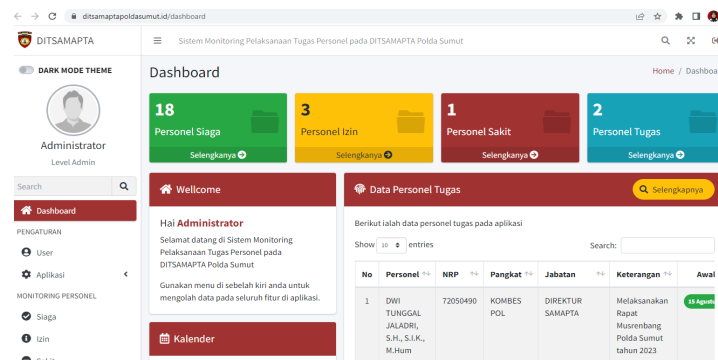 ditsamaptapoldasumut.id/dashboard
DITSAMAPTA
Sistem Monitoring Pelaksanaan Tugas Personel pada DITSAMAPTA Polda Sumut
DARK MODE THEME
Administrator
Level Admin
Search
Dashboard
PENGATURAN
User
Aplikasi
MONITORING PERSONEL
Siaga
Izin
Dashboard
Home / Dashboa
18
Personel Siaga
Selengkanya
3
Personel Izin
Selengkanya
1
Personel Sakit
Selengkanya
2
Personel Tugas
Selengkanya
Wellcome
Hai Administrator
Selamat datang di Sistem Monitoring
Pelaksanaan Tugas Personel pada
DITSAMAPTA Polda Sumut
Gunakan menu di sebelah kiri anda untuk
mengolah data pada seluruh fitur di aplikasi.
Kalender
Data Personel Tugas
Selengkapnya
Berikut ialah data personel tugas pada aplikasi
Show 10 entries
Search:
No Personel NRP Pangkat Jabatan Keterangan Awal
1 DWI TUNGGAL JALADRI, S.H., S.I.K., M.Hum
72050490
KOMBES POL
DIREKTUR SAMAPTA
Melaksanakan
Rapat
Musrenbang
Polda Sumut
tahun 2023
15 Agustu